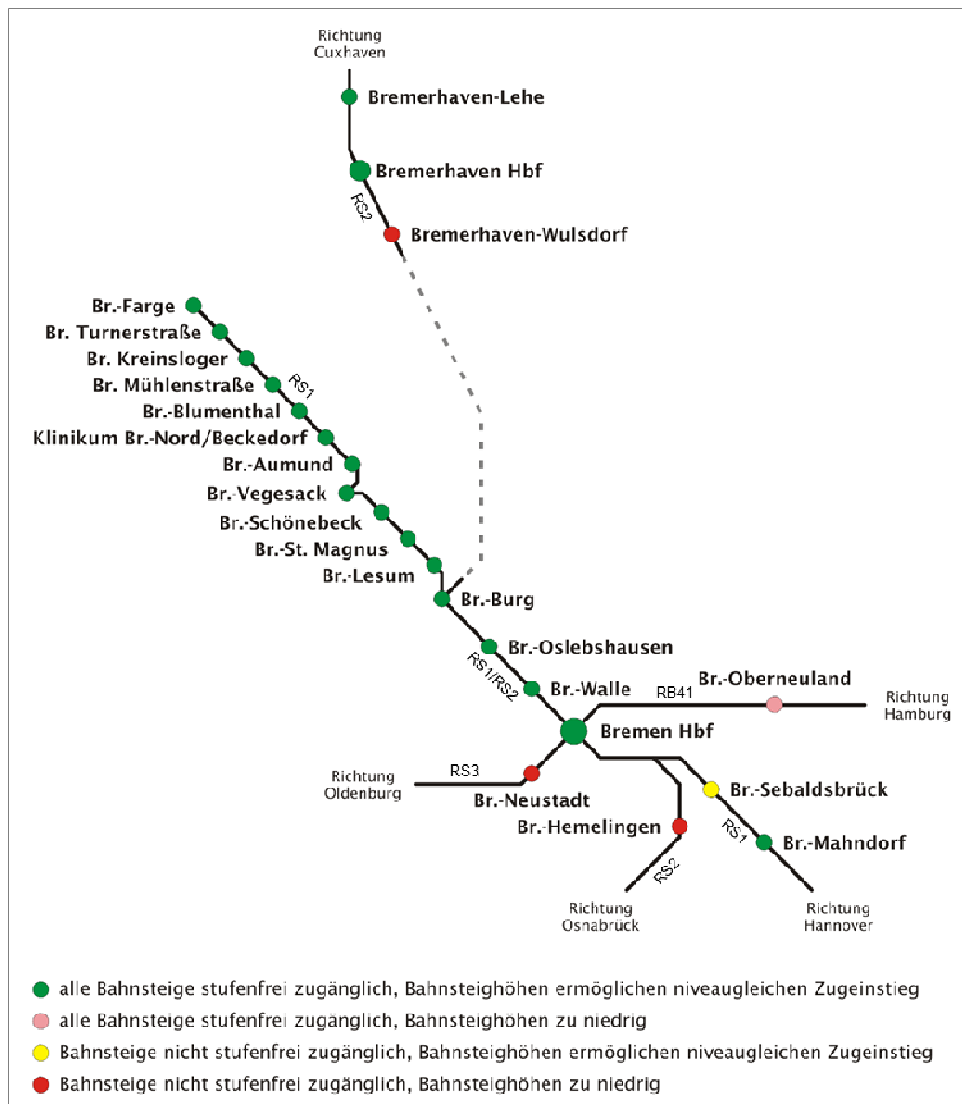 Richtung
Cuxhaven
Bremerhaven-Lehe
Bremerhaven Hbf
RS2
Bremerhaven-Wulsdorf
Br.-Farge
Br. Turnerstraße
Br. Kreinsloger
Br. Mühlenstraße
RS1
Br.-Blumenthal
Klinikum Br.-Nord/Beckedorf
Br.-Aumund
Br.-Vegesack
Br.-Schönebeck
Br.-St. Magnus
Br.-Lesum
Br.-Burg
Br.-Oslebshausen
RS1/RS2
Br.-Walle
Br.-Oberneuland
RB41
Richtung
Hamburg
Bremen Hbf
RS3
Richtung
Oldenburg
Br.-Neustadt
Br.-Sebaldsbrück
Br.-Hemelingen
RS1
Br.-Mahndorf
RS2
Richtung
Osnabrück
Richtung
Hannover
alle Bahnsteige stufenfrei zugänglich, Bahnsteighöhen ermöglichen niveaugleichen Zugeinstieg
alle Bahnsteige stufenfrei zugänglich, Bahnsteighöhen zu niedrig
Bahnsteige nicht stufenfrei zugänglich, Bahnsteighöhen ermöglichen niveaugleichen Zugeinstieg
Bahnsteige nicht stufenfrei zugänglich, Bahnsteighöhen zu niedrig